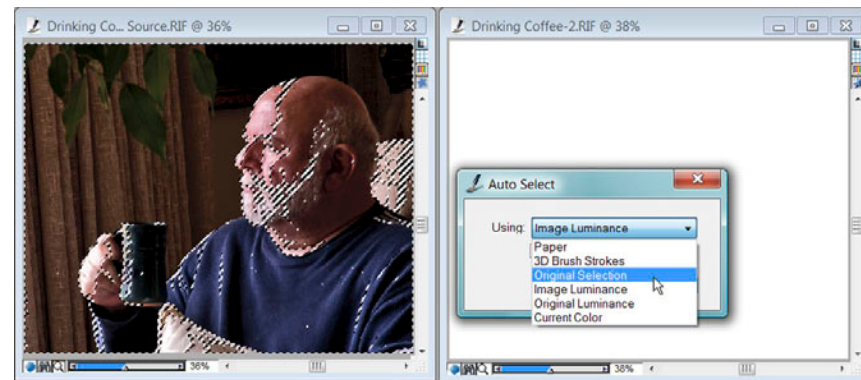 Drinking Co... Source.RIF @ 36%
36%
Drinking Coffee-2.RIF @ 38%
Auto Select
Using: Image Luminance
Paper
3D Brush Strokes
Original Selection
Image Luminance
Original Luminance
Current Color
38%